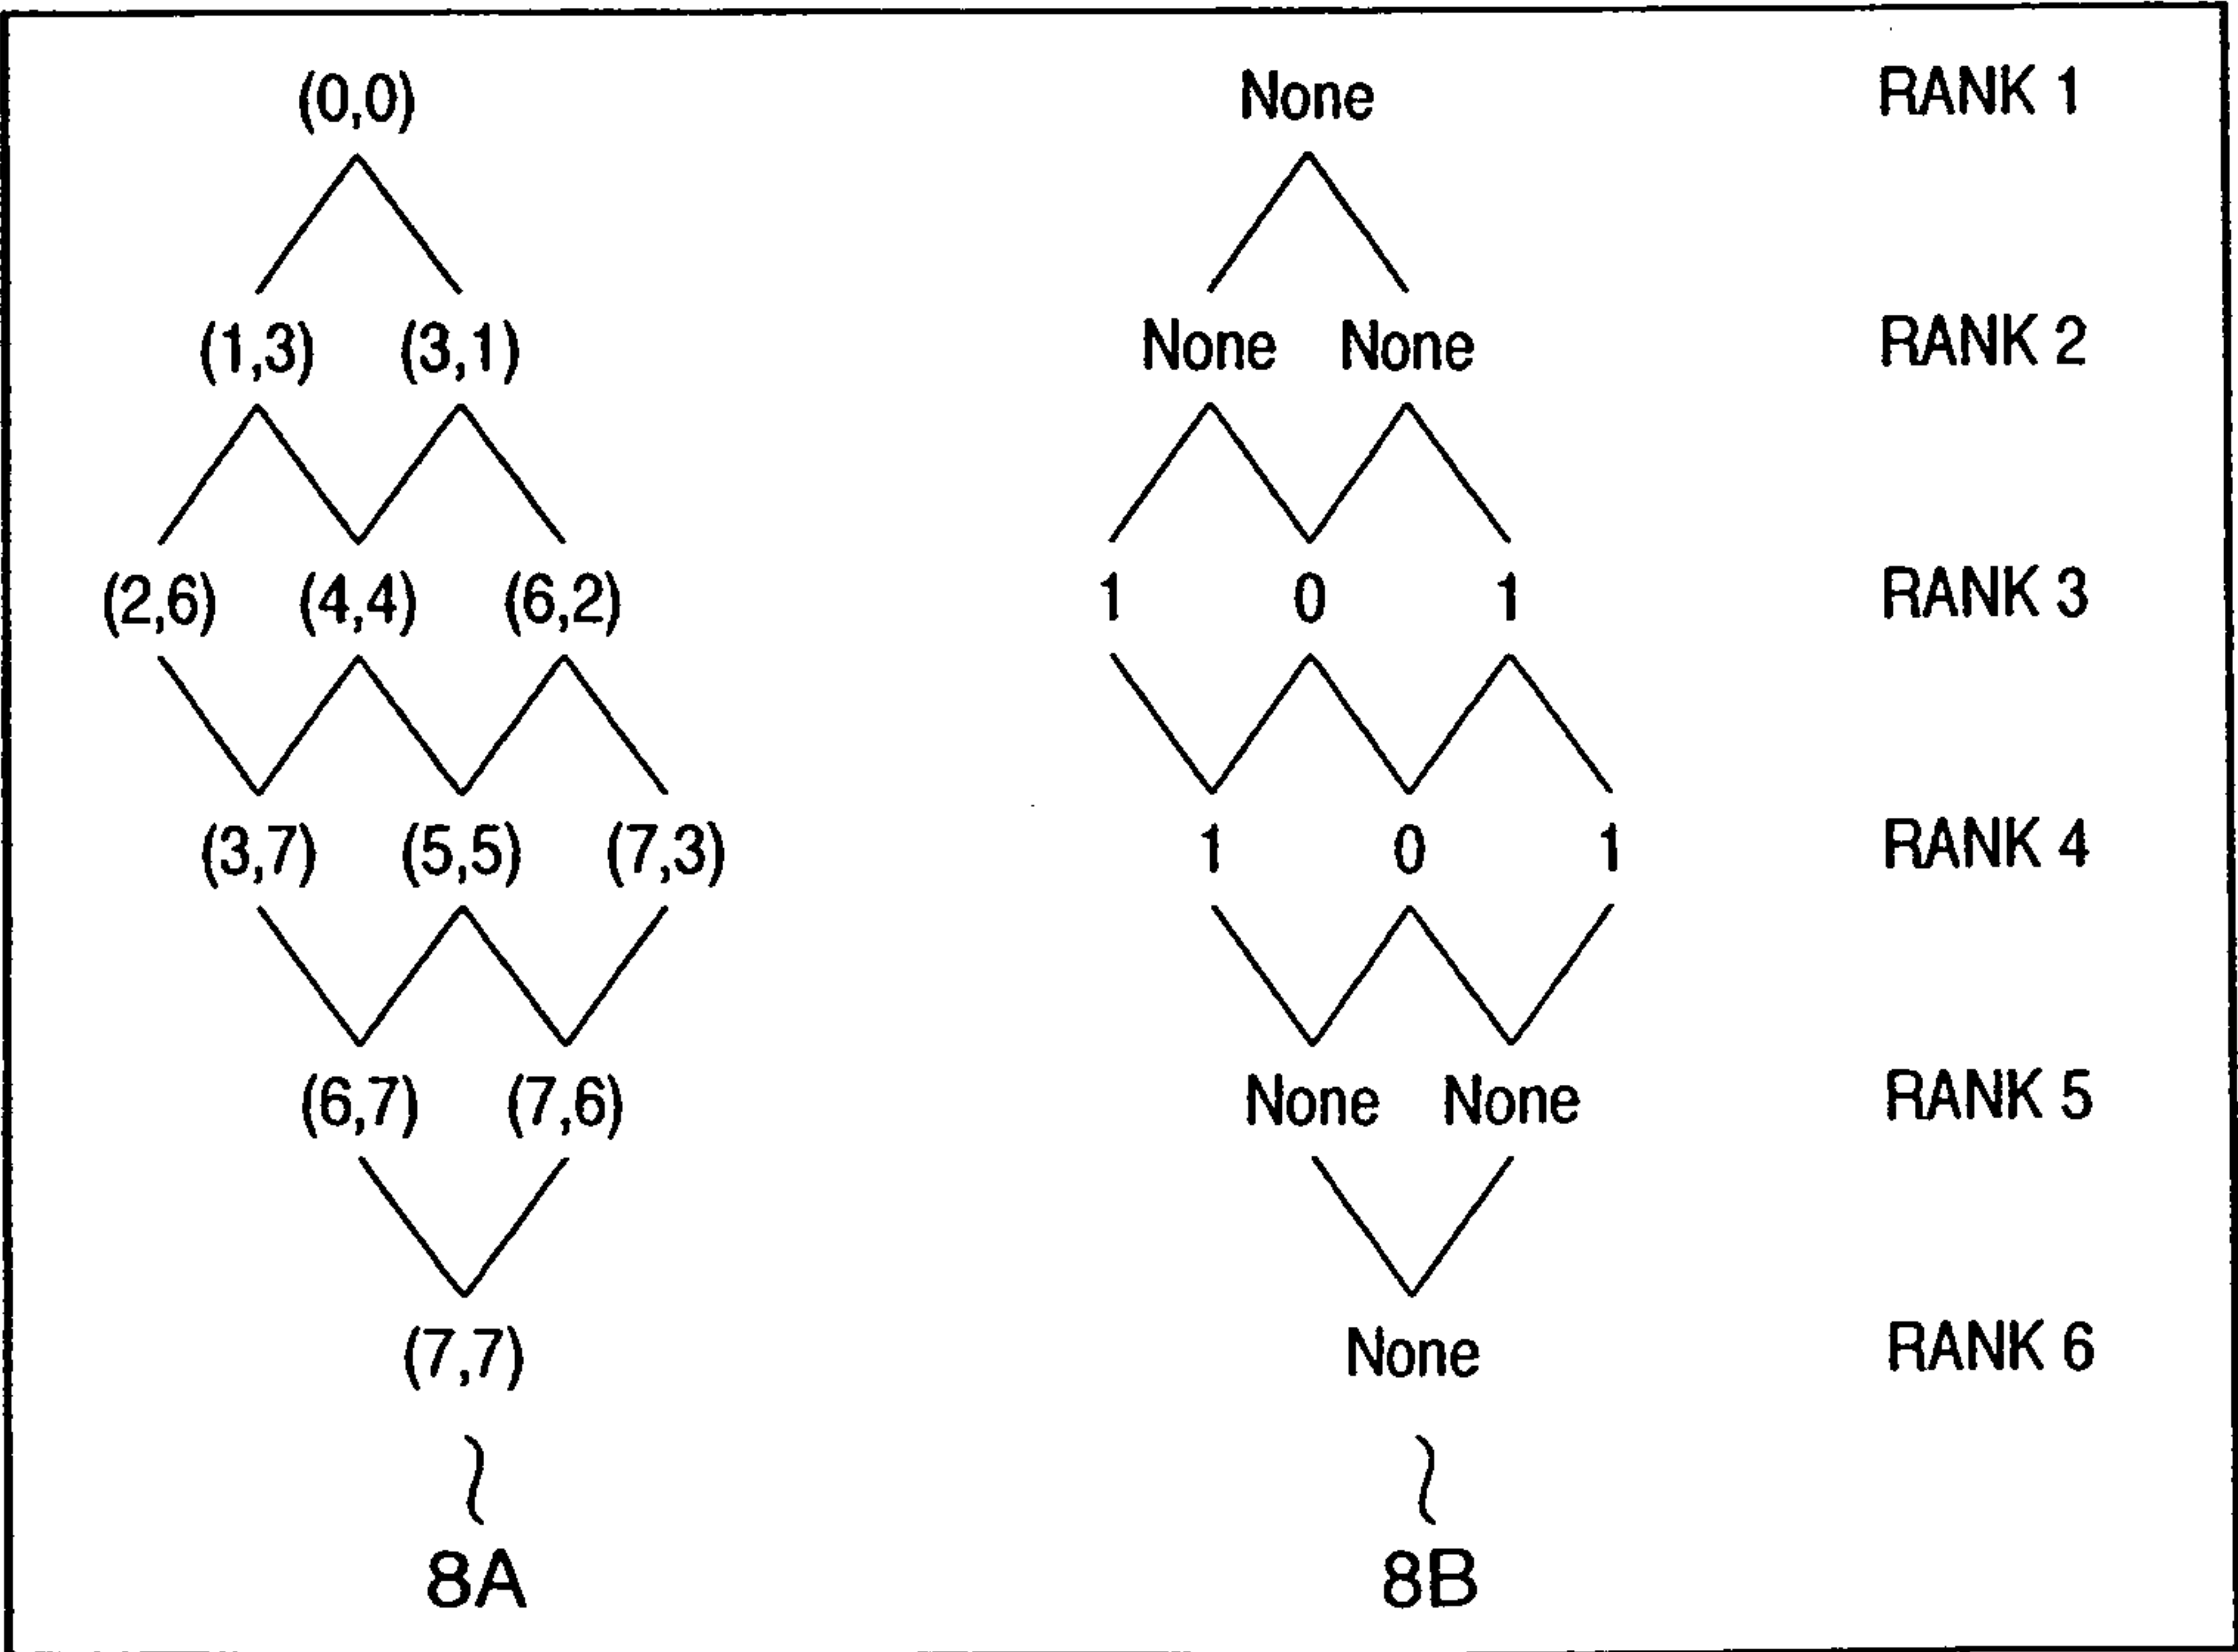 (0,0) None RANK 1
(1,3) (3,1) None None RANK 2
(2,6) (4,4) (6,2) 1 0 1 RANK 3
(3,7) (5,5) (7,3) 1 0 1 RANK 4
(6,7) (7,6) None None RANK 5
(7,7) None RANK 6
8A 8B